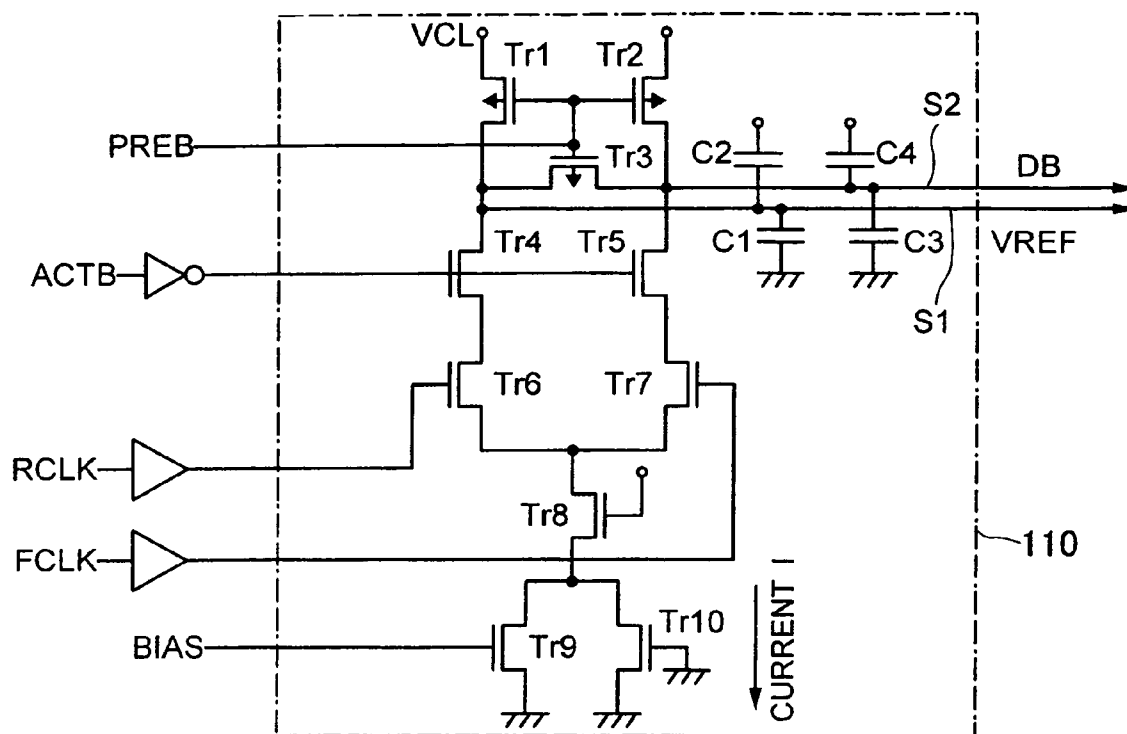 VCL
Tr1
Tr2
PREB
Tr3
C2
C4
S2
DB
C1
C3
VREF
S1
Tr4
Tr5
ACTB
Tr6
Tr7
RCLK
Tr8
FCLK
110
BIAS
Tr9
Tr10
CURRENT I